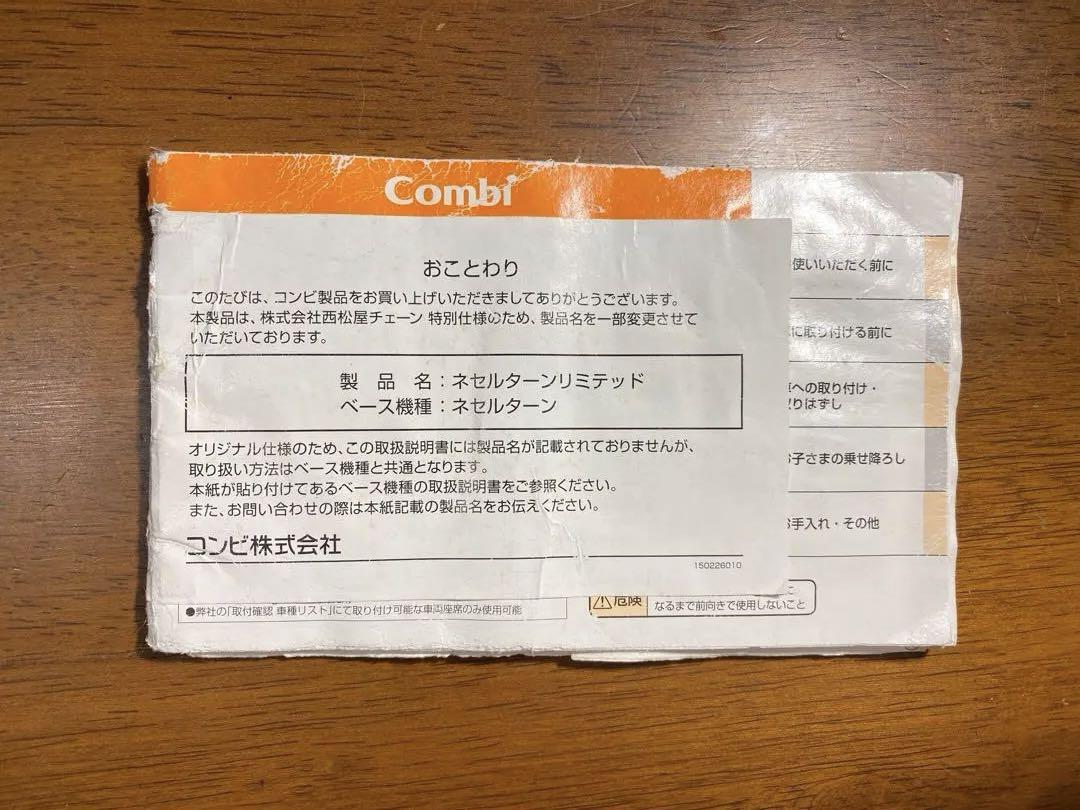 Combi
おことわり
このたびは、コンビ製品をお買い上げいただきましてありがとうございます。
本製品は、株式会社西松屋チェーン 特別仕様のため、製品名を一部変更させて
いただいております。
製 品 名：ネセルターンリミテッド
ベース機種：ネセルターン
オリジナル仕様のため、この取扱説明書には製品名が記載されておりませんが、
取り扱い方法はベース機種と共通となります。
本紙が貼り付けてあるベース機種の取扱説明書をご参照ください。
また、お問い合わせの際は本紙記載の製品名をお伝えください。
コンビ株式会社
150226010
●弊社の「取付確認 車種リスト」にて取り付け可能な車両座席のみ使用可能
危険
なるまで前向きで使用しないこと
使いいただく前に
に取り付ける前に
への取り付け・
りはずし
お子さまの乗せ降ろし
お手入れ・その他